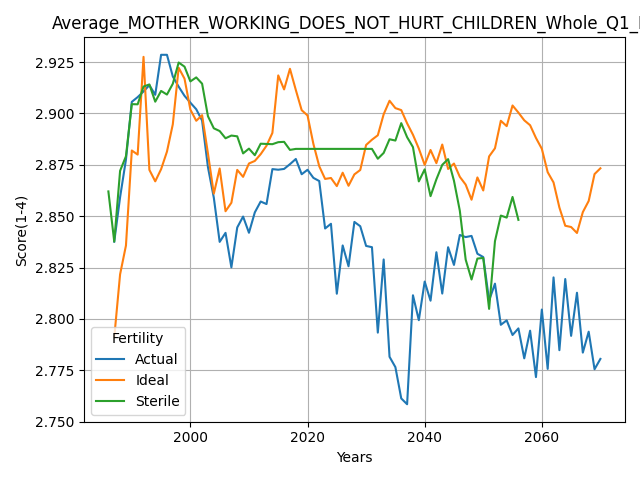 Average_MOTHER_WORKING_DOES_NOT_HURT_CHILDREN_Whole_Q1_
2.925
2.900
2.875
2.850
2.825
2.800
2.775
2.750
Score(1-4)
Fertility
Actual
Ideal
Sterile
2000
2020
2040
2060
Years